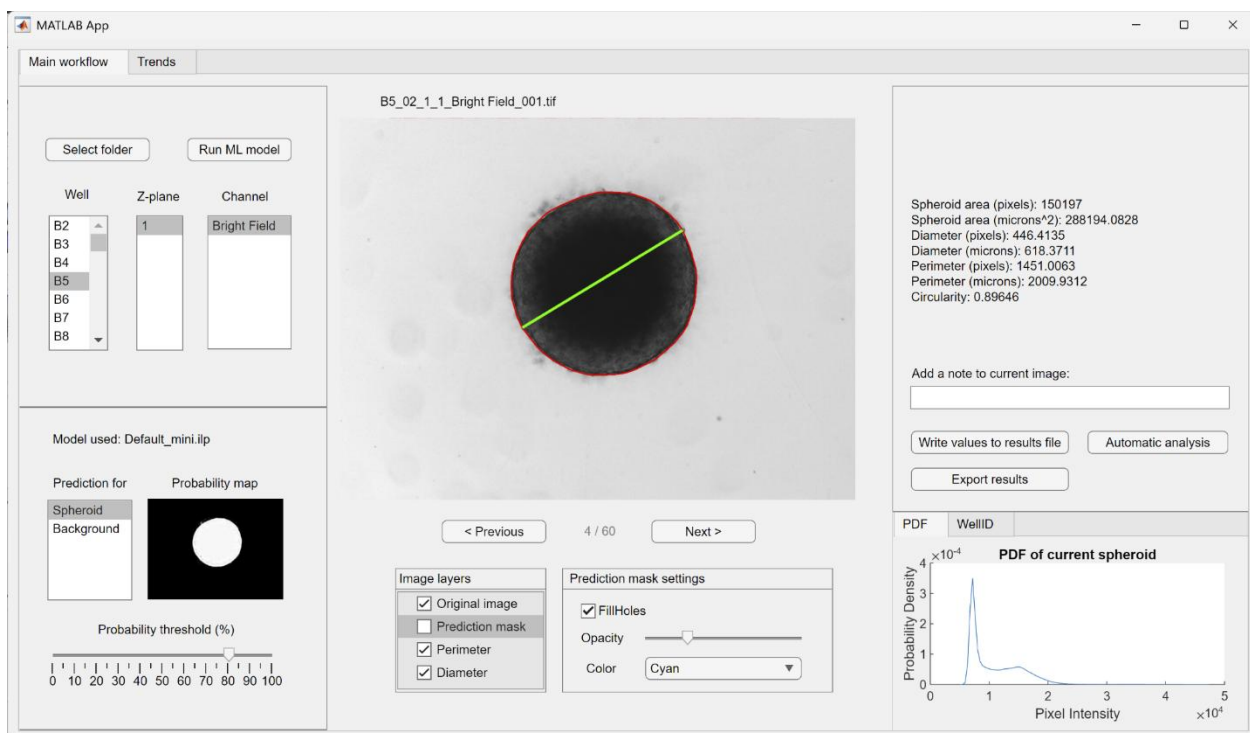 MATLAB App
Main workflow
Trends
Select folder
Run ML model
Well
Z-plane
Channel
B2
B3
B4
B5
B6
B7
B8
1
Bright Field
Model used: Default_mini.ilp
Prediction for
Probability map
Spheroid
Background
Probability threshold (%)
0 10 20 30 40 50 60 70 80 90 100
B5_02_1_1_Bright Field_001.tif
< Previous
4 / 60
Next >
Image layers
Original image
Prediction mask
Perimeter
Diameter
Prediction mask settings
FillHoles
Opacity
Color
Cyan
Spheroid area (pixels): 150197
Spheroid area (microns^2): 288194.0828
Diameter (pixels): 446.4135
Diameter (microns): 618.3711
Perimeter (pixels): 1451.0063
Perimeter (microns): 2009.9312
Circularity: 0.89646
Add a note to current image:
Write values to results file
Automatic analysis
Export results
PDF
WellID
×10⁻⁴
PDF of current spheroid
Probability Density
4
3
2
1
0
0 1 2 3 4 5
Pixel Intensity
×10⁴